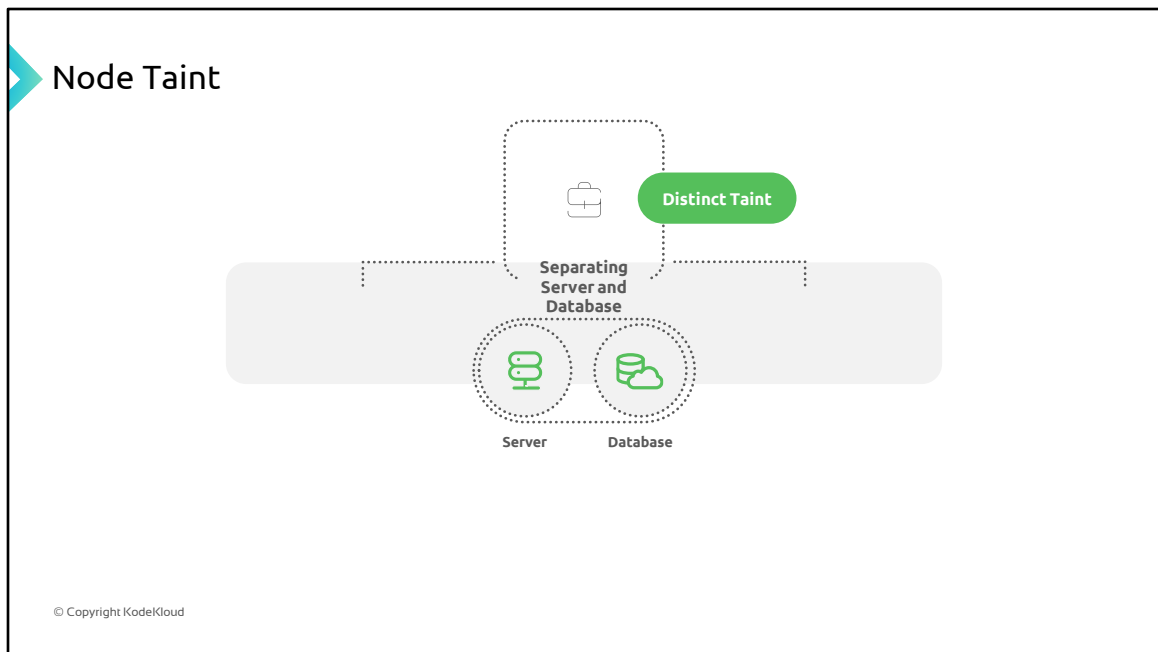 Node Taint
Distinct Taint
Separating
Server and
Database
Server
Database
© Copyright KodeKloud